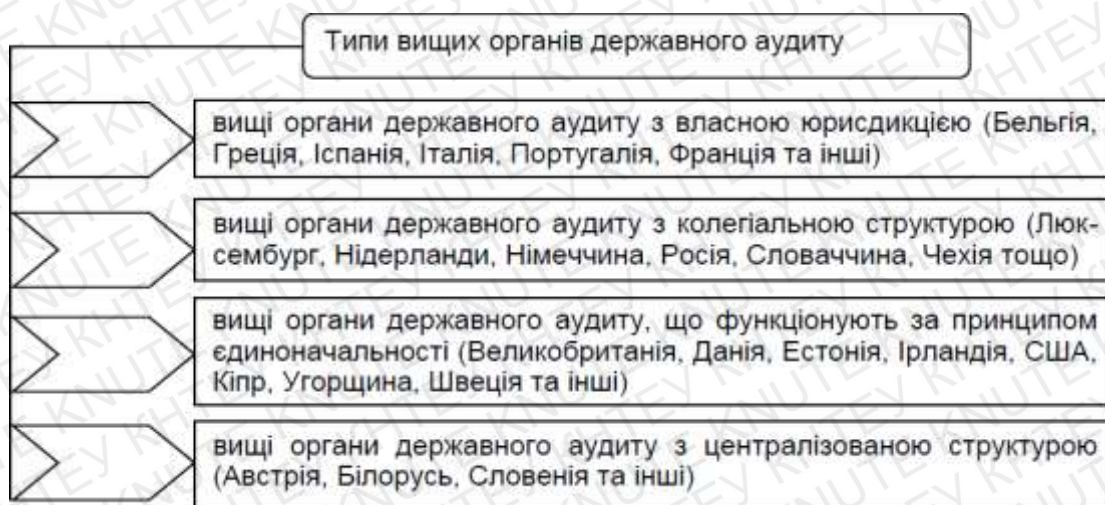 Типи вищих органів державного аудиту
вищі органи державного аудиту з власною юрисдикцією (Бельгія,
Греція, Іспанія, Італія, Португалія, Франція та інші)
вищі органи державного аудиту з колегіальною структурою (Люк-
сембург, Нідерланди, Німеччина, Росія, Словаччина, Чехія тощо)
вищі органи державного аудиту, що функціонують за принципом
єдиноначальності (Великобританія, Данія, Естонія, Ірландія, США,
Кіпр, Угорщина, Швеція та інші)
вищі органи державного аудиту з централізованою структурою
(Австрія, Білорусь, Словенія та інші)